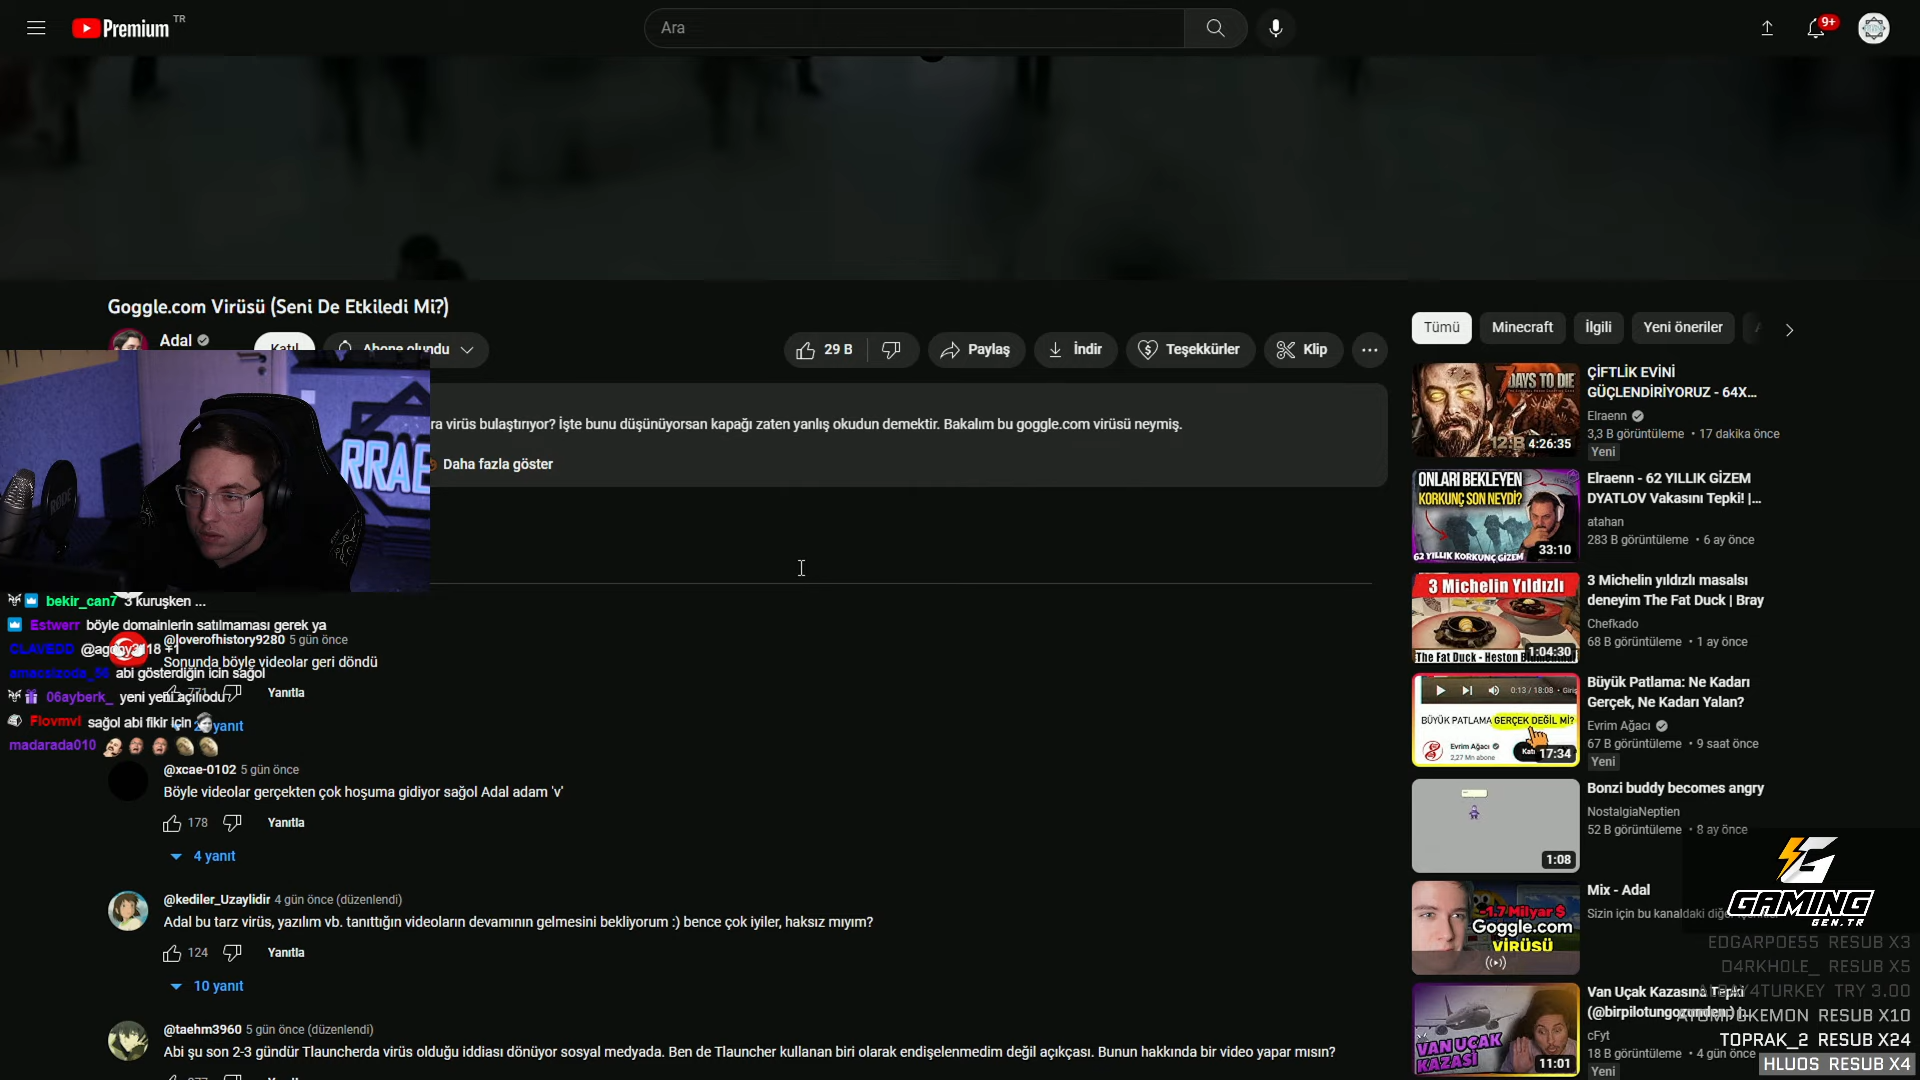 Premium TR
Ara
9+
Goggle.com Virüsü (Seni De Etkiledi Mi?)
Adal
Katıl
Abone olundu
29 B
Paylaş
İndir
Teşekkürler
Klip
ra virüs bulaştırıyor? İşte bunu düşünüyorsan kapağı zaten yanlış okudun demektir. Bakalım bu goggle.com virüsü neymiş.
Daha fazla göster
RODE
RRAE
bekir_can7 3 kuruşken ...
Estwerr böyle domainlerin satılmaması gerek ya
@loverofhistory9280 5 gün önce
CLAVEDD @agony3118 +1
Sonunda böyle videolar geri döndü
abi gösterdiğin icin sağol
06ayberk_ yeni yeni açılıodu
771
Yanıtla
Flovmvl sağol abi fikir için
yanıt
madarada010
@xcae-0102 5 gün önce
Böyle videolar gerçekten çok hoşuma gidiyor sağol Adal adam 'v'
178
Yanıtla
4 yanıt
@kediler_Uzaylidir 4 gün önce (düzenlendi)
Adal bu tarz virüs, yazılım vb. tanıttığın videoların devamının gelmesini bekliyorum :) bence çok iyiler, haksız mıyım?
124
Yanıtla
10 yanıt
@taehm3960 5 gün önce (düzenlendi)
Abi şu son 2-3 gündür Tlauncherda virüs olduğu iddiası dönüyor sosyal medyada. Ben de Tlauncher kullanan biri olarak endişelenmedim değil açıkçası. Bunun hakkında bir video yapar mısın?
Tümü
Minecraft
İlgili
Yeni öneriler
7 DAYS TO DIE
12.B
4:26:35
ÇİFTLİK EVİNİ
GÜÇLENDİRİYORUZ - 64X...
Elraenn
3,3 B görüntüleme • 17 dakika önce
Yeni
ONLARI BEKLEYEN
KORKUNÇ SON NEYDİ?
62 YILLIK KORKUNÇ GİZEM
33:10
Elraenn - 62 YILLIK GİZEM
DYATLOV Vakasını Tepki! |...
atahan
283 B görüntüleme • 6 ay önce
3 Michelin Yıldızlı
The Fat Duck - Heston Blumenthal
1:04:30
3 Michelin yıldızlı masalsı
deneyim The Fat Duck | Bray
Chefkado
68 B görüntüleme • 1 ay önce
0:13 / 18:08 • Giriş
BÜYÜK PATLAMA GERÇEK DEĞİL Mİ?
Evrim Ağacı
2,27 Mn abone
Katıl
17:34
Büyük Patlama: Ne Kadarı
Gerçek, Ne Kadarı Yalan?
Evrim Ağacı
67 B görüntüleme • 9 saat önce
Yeni
1:08
Bonzi buddy becomes angry
NostalgiaNeptien
52 B görüntüleme • 8 ay önce
-1.7 Milyar $
Goggle.com
VİRÜSÜ
Mix - Adal
Sizin için bu kanaldaki
VAN UÇAK
KAZASI
11:01
Van Uçak Kazasına Tepki
(@birpilotungozunden) |...
cFyt
18 B görüntüleme • 4 gün önce
Yeni
GAMING
GEN.TR
EDGARPOE55 RESUB X3
D4RKH0LE_ RESUB X5
TRY 3.00
ATOMPOKEMON RESUB X10
TOPRAK_2 RESUB X24
HLUOS RESUB X4